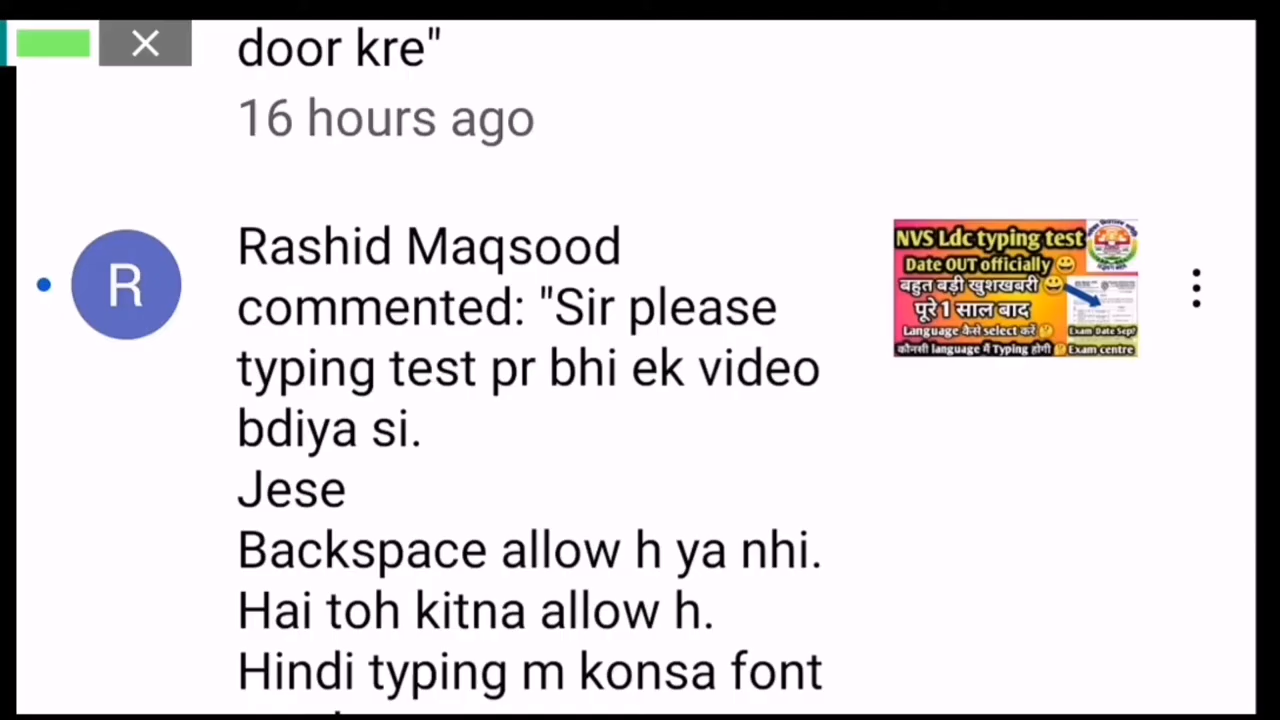 door kre"
16 hours ago
R
Rashid Maqsood
commented: "Sir please
typing test pr bhi ek video
bdiya si.
Jese
Backspace allow h ya nhi.
Hai toh kitna allow h.
Hindi typing m konsa font
NVS Ldc typing test
Date OUT officially 😀
बहुत बड़ी खुशखबरी 😀
पूरे 1 साल बाद
Language कैसे select करें 🤔
Exam Date Sep?
कौनसी language में Typing होगी 🤔 Exam centre